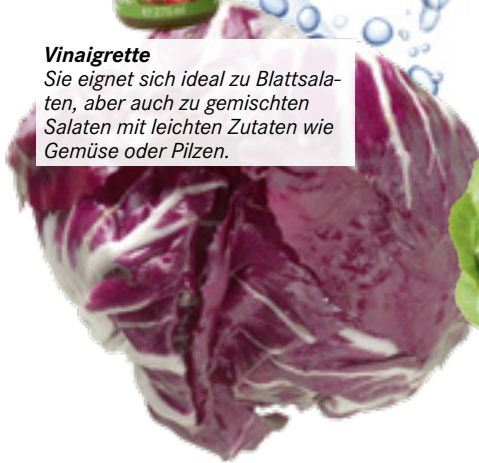 Vinaigrette
Sie eignet sich ideal zu Blattsala-
ten, aber auch zu gemischten
Salaten mit leichten Zutaten wie
Gemüse oder Pilzen.